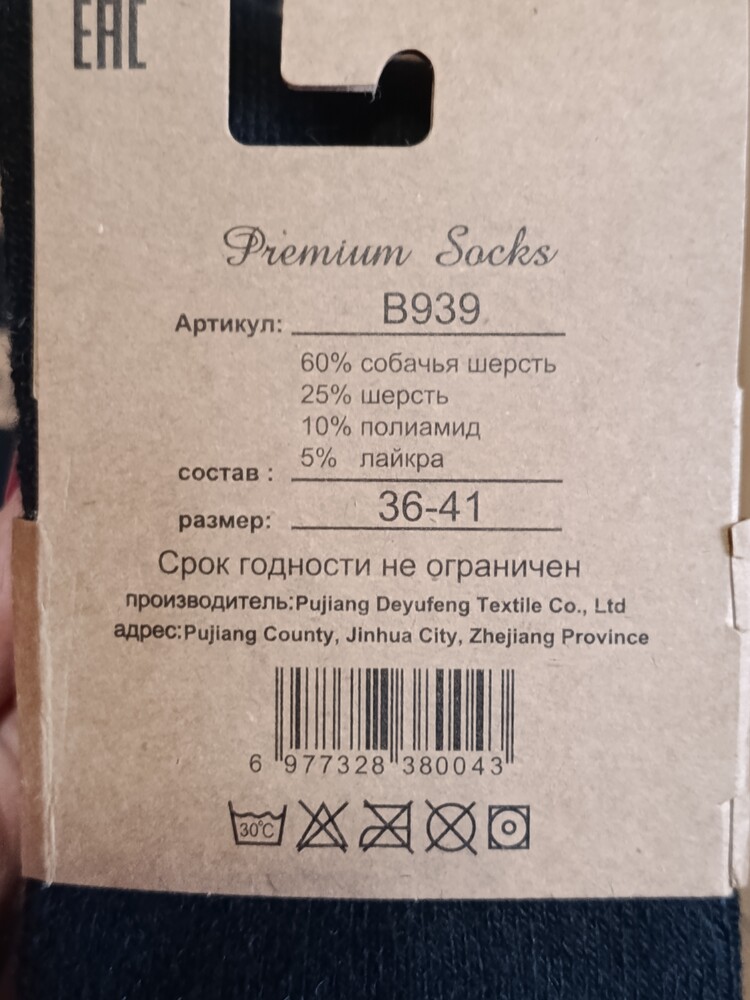 EAC
Premium Socks
Артикул: B939
60% собачья шерсть
25% шерсть
10% полиамид
5% лайкра
состав :
размер: 36-41
Срок годности не ограничен
производитель:Pujiang Deyufeng Textile Co., Ltd
адрес:Pujiang County, Jinhua City, Zhejiang Province
6 977328 380043
30°C